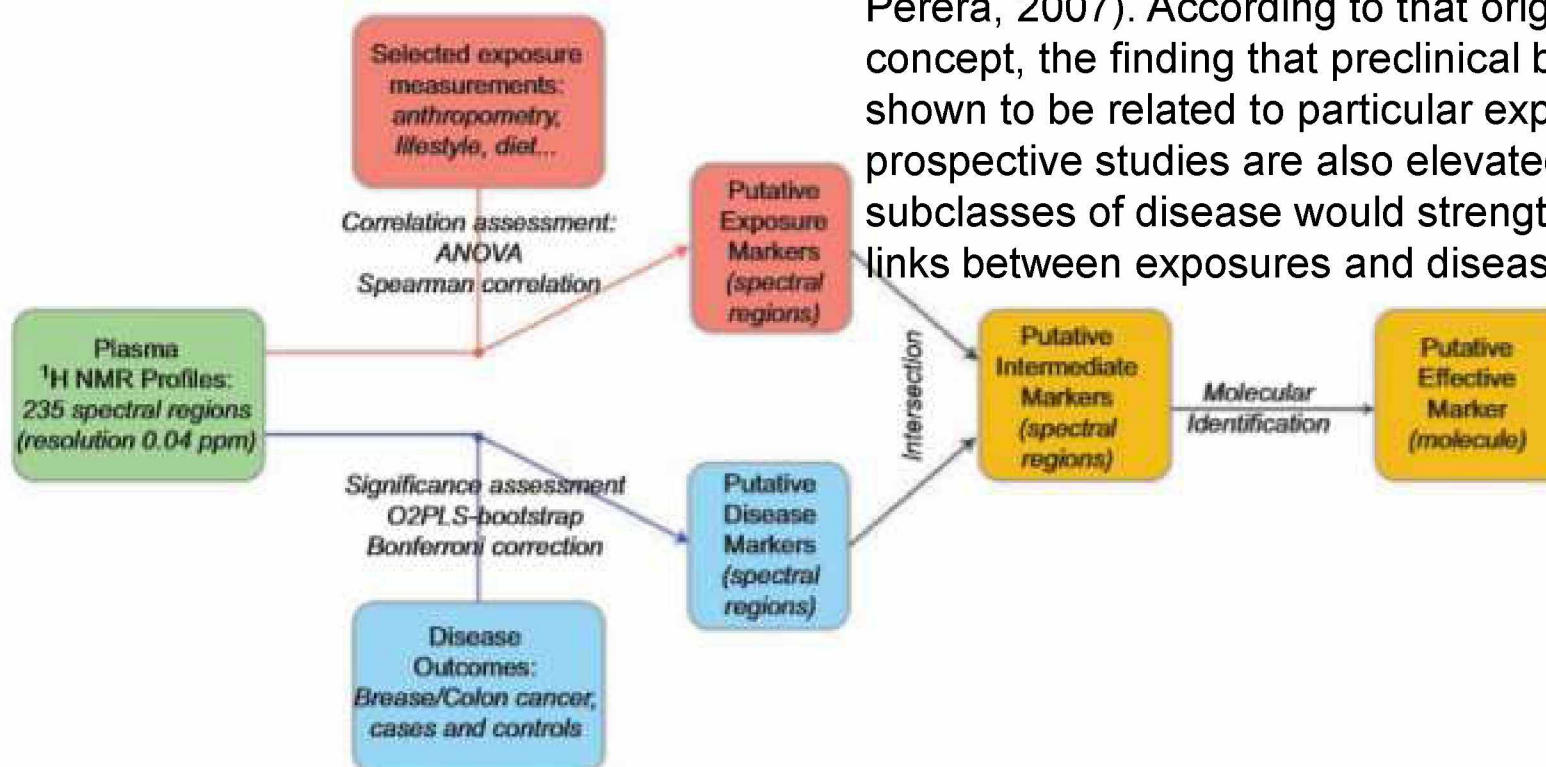 Perera, 2007). According to that orig
concept, the finding that preclinical b
shown to be related to particular exp
prospective studies are also elevate
subclasses of disease would strengt
links between exposures and diseas
Selected exposure
measurements:
anthropometry,
lifestyle, diet...
Correlation assessment:
ANOVA
Spearman correlation
Putative
Exposure
Markers
(spectral
regions)
Plasma
¹H NMR Profiles:
235 spectral regions
(resolution 0.04 ppm)
Significance assessment
O2PLS-bootstrap
Bonferroni correction
Putative
Disease
Markers
(spectral
regions)
Disease
Outcomes:
Brease/Colon cancer,
cases and controls
Intersection
Putative
Intermediate
Markers
(spectral
regions)
Molecular
Identification
Putative
Effective
Marker
(molecule)